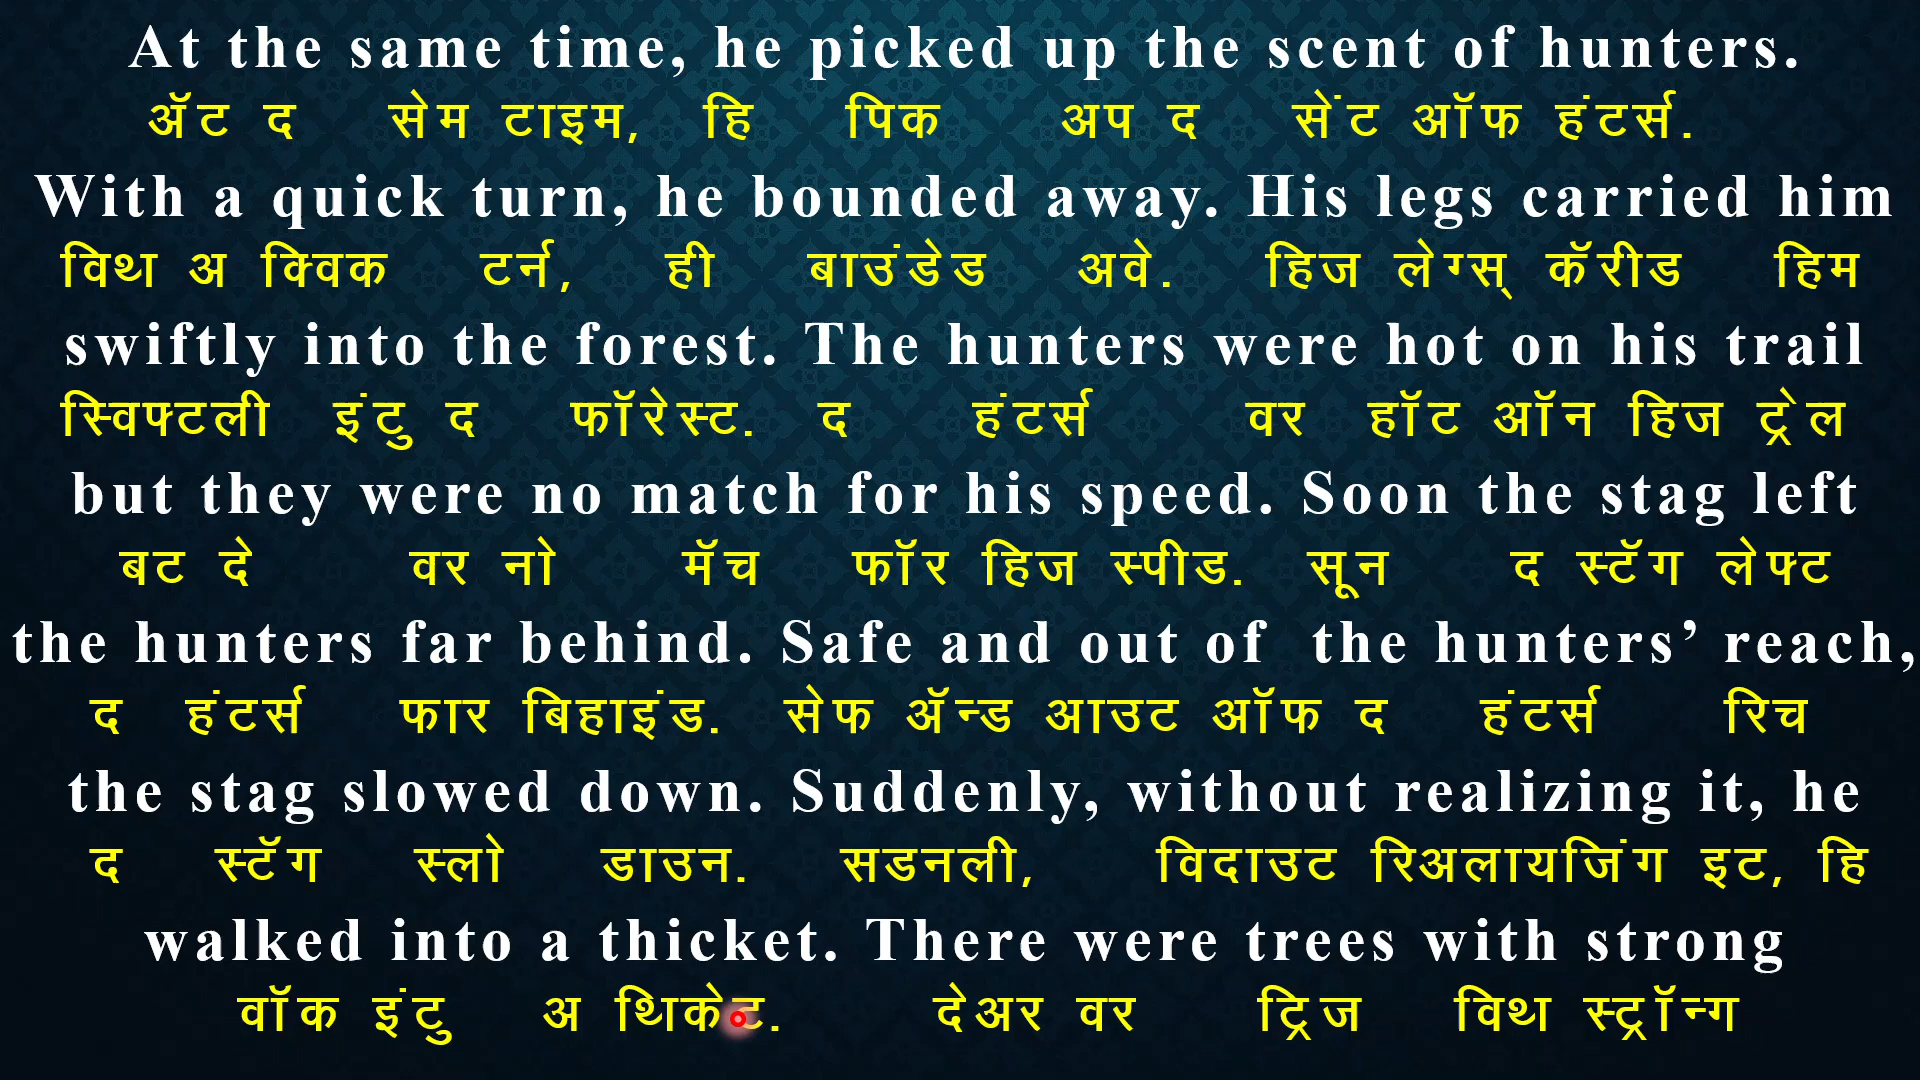 At the same time, he picked up the scent of hunters.
ॲट द सेम टाइम, हि पिक अप द सेंट ऑफ हंटर्स.
With a quick turn, he bounded away. His legs carried him
विथ अ क्विक टर्न, ही बाउंडेड अवे. हिज लेग्स् कॅरीड हिम
swiftly into the forest. The hunters were hot on his trail
स्विफ्टली इंटु द फॉरेस्ट. द हंटर्स वर हॉट ऑन हिज ट्रेल
but they were no match for his speed. Soon the stag left
बट दे वर नो मॅच फॉर हिज स्पीड. सून द स्टॅग लेफ्ट
the hunters far behind. Safe and out of the hunters’ reach,
द हंटर्स फार बिहाइंड. सेफ ॲन्ड आउट ऑफ द हंटर्स रिच
the stag slowed down. Suddenly, without realizing it, he
द स्टॅग स्लो डाउन. सडनली, विदाउट रिअलायजिंग इट, हि
walked into a thicket. There were trees with strong
वॉक इंटु अ थिकेट. देअर वर ट्रिज विथ स्ट्रॉन्ग